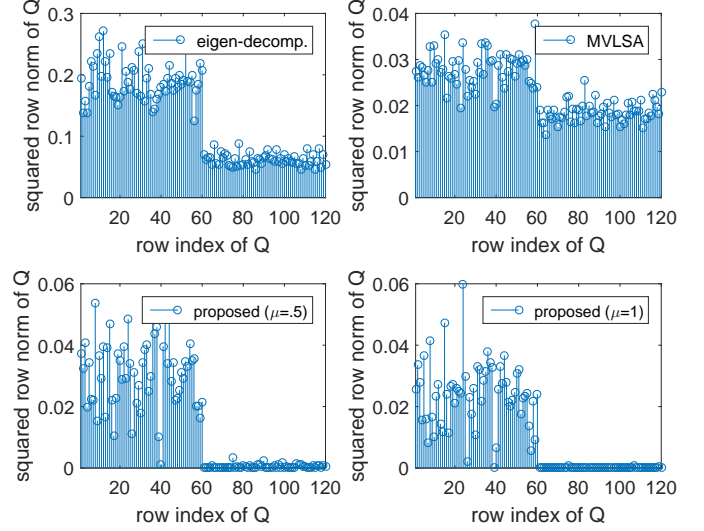 0.3
0.2
0.1
0
squared row norm of Q
20 40 60 80 100 120
row index of Q
eigen-decomp.
0.04
0.03
0.02
0.01
0
squared row norm of Q
20 40 60 80 100 120
row index of Q
MVLSA
0.06
0.04
0.02
0
squared row norm of Q
20 40 60 80 100 120
row index of Q
proposed (μ=.5)
0.06
0.04
0.02
0
squared row norm of Q
20 40 60 80 100 120
row index of Q
proposed (μ=1)